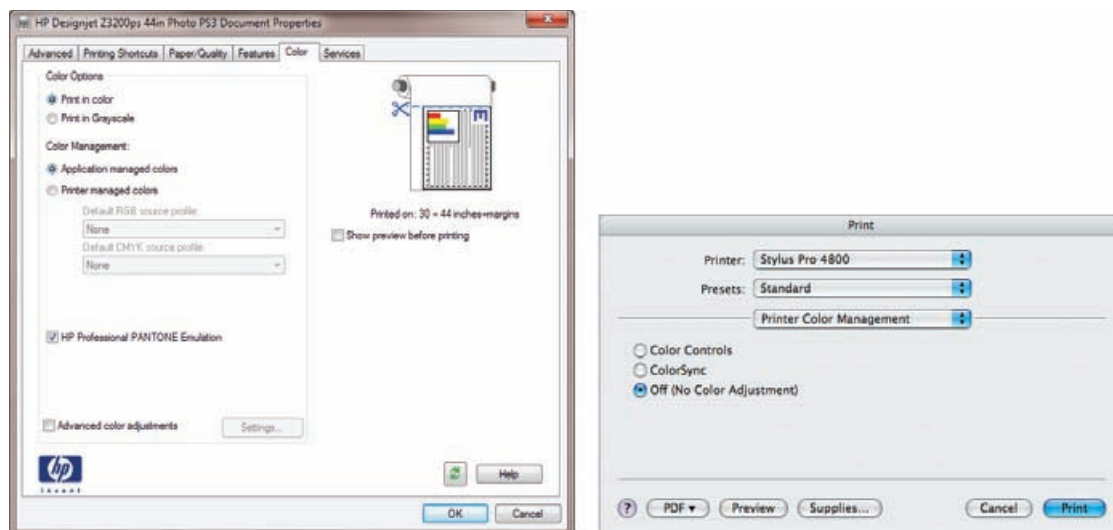 HP Designjet Z3200ps 44in Photo PS3 Document Properties
Advanced Printing Shortcuts Paper/Quality Features Color Services
Color Options
Print in color
Print in Grayscale
Color Management:
Application managed colors
Printer managed colors
Default RGB source profile:
None
Default CMYK source profile:
None
HP Professional PANTONE Emulation
Advanced color adjustments
Settings...
Printed on: 30 × 44 inches+margins
Show preview before printing
hp
invent
Help
OK Cancel
Print
Printer: Stylus Pro 4800
Presets: Standard
Printer Color Management
Color Controls
ColorSync
Off (No Color Adjustment)
? PDF ▾ Preview Supplies... Cancel Print